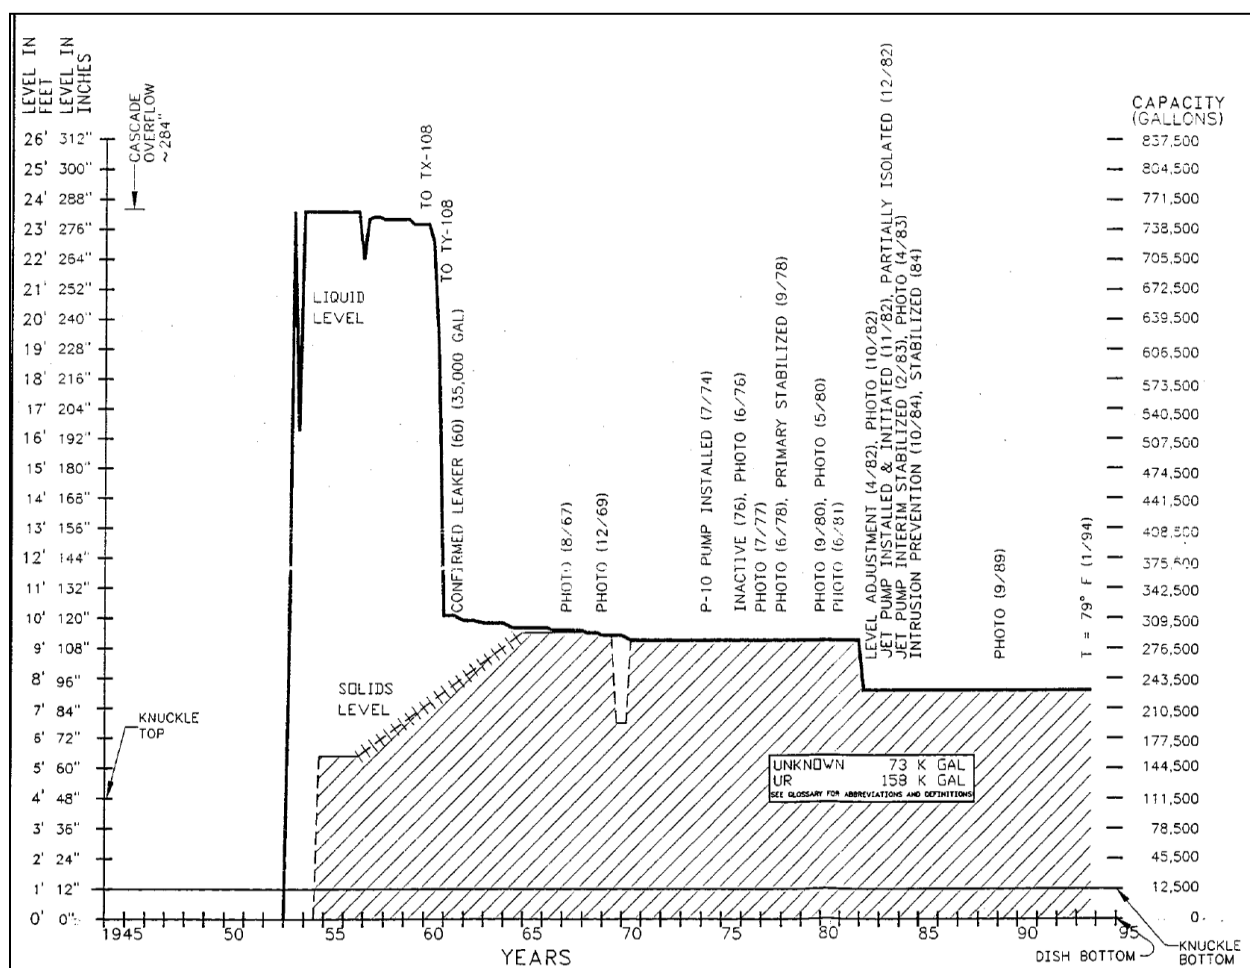 LEVEL IN FEET
LEVEL IN INCHES
CASCADE OVERFLOW ~284"
CAPACITY
(GALLONS)
26' 312" 837,500
25' 300" 804,500
24' 288" 771,500
23' 276" 738,500
22' 264" 705,500
21' 252" 672,500
20' 240" 639,500
19' 228" 606,500
18' 216" 573,500
17' 204" 540,500
16' 192" 507,500
15' 180" 474,500
14' 168" 441,500
13' 156" 408,500
12' 144" 375,500
11' 132" 342,500
10' 120" 309,500
9' 108" 276,500
8' 96" 243,500
7' 84" 210,500
6' 72" 177,500
5' 60" 144,500
4' 48" 111,500
3' 36" 78,500
2' 24" 45,500
1' 12" 12,500
0' 0" 0
KNUCKLE
TOP
LIQUID
LEVEL
SOLIDS
LEVEL
TO TX-108
TO TY-108
CONFIRMED LEAKER (60) (35,000 GAL)
PHOTO (8/67)
PHOTO (12/69)
P-10 PUMP INSTALLED (7/74)
INACTIVE (76), PHOTO (6/76)
PHOTO (7/77)
PHOTO (6/78), PRIMARY STABILIZED (9/78)
PHOTO (9/80), PHOTO (5/80)
PHOTO (6/81)
LEVEL ADJUSTMENT (4/82), PHOTO (10/82)
JET PUMP INSTALLED & INITIATED (11/82), PARTIALLY ISOLATED (12/82)
JET PUMP INTERIM STABILIZED (2/83), PHOTO (4/83)
INTRUSION PREVENTION (10/84), STABILIZED (84)
PHOTO (9/89)
T = 79° F (1/94)
UNKNOWN 73 K GAL
UR 158 K GAL
SEE GLOSSARY FOR ABBREVIATIONS AND DEFINITIONS
1945 50 55 60 65 70 75 80 85 90 95
YEARS
DISH BOTTOM
KNUCKLE
BOTTOM